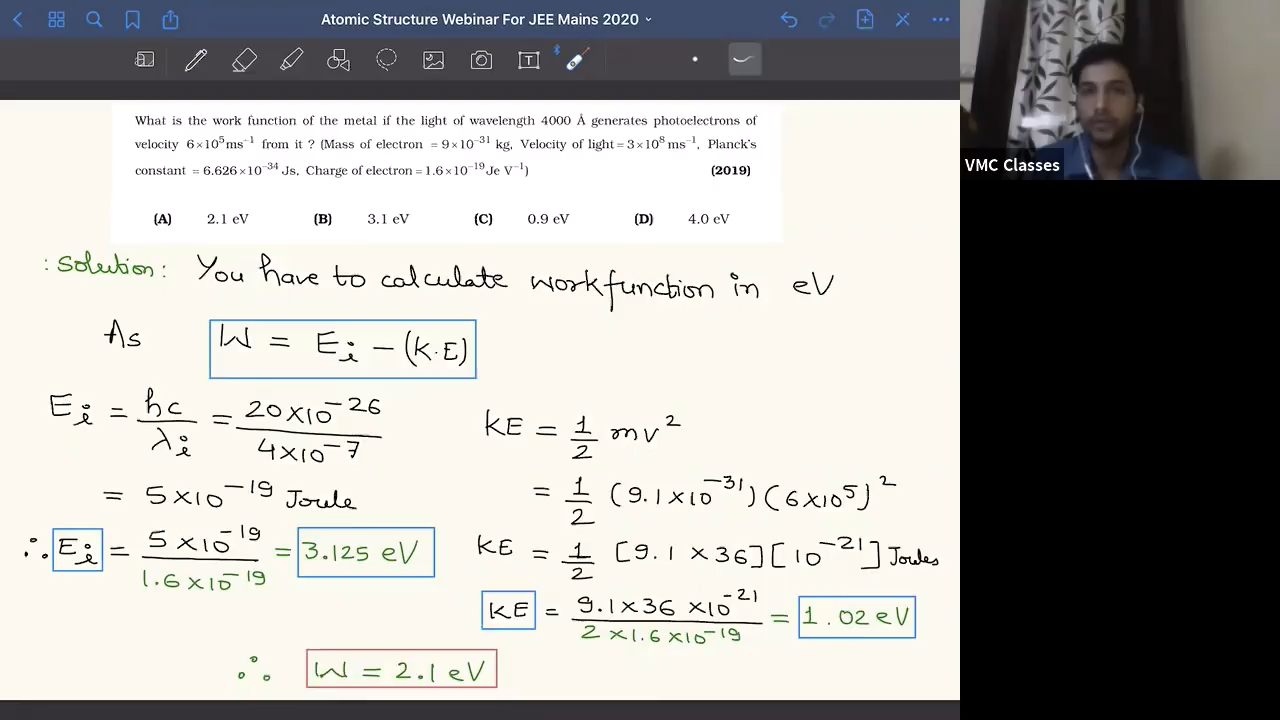 Atomic Structure Webinar For JEE Mains 2020
What is the work function of the metal if the light of wavelength 4000 Å generates photoelectrons of
velocity 6×10⁵ms⁻¹ from it ? (Mass of electron = 9×10⁻³¹ kg, Velocity of light = 3×10⁸ ms⁻¹, Planck's
constant = 6.626×10⁻³⁴ Js, Charge of electron = 1.6×10⁻¹⁹ Je V⁻¹) (2019)
(A) 2.1 eV (B) 3.1 eV (C) 0.9 eV (D) 4.0 eV
:Solution: You have to calculate workfunction in eV
As W = Eᵢ − (K.E)
Eᵢ = hc/λᵢ = 20×10⁻²⁶/4×10⁻⁷
= 5×10⁻¹⁹ Joule
∴ Eᵢ = 5×10⁻¹⁹/1.6×10⁻¹⁹ = 3.125 eV
KE = 1/2 mv²
= 1/2 (9.1×10⁻³¹)(6×10⁵)²
KE = 1/2 [9.1×36][10⁻²¹] Joules
KE = 9.1×36×10⁻²¹/2×1.6×10⁻¹⁹ = 1.02 eV
∴ W = 2.1 eV
VMC Classes